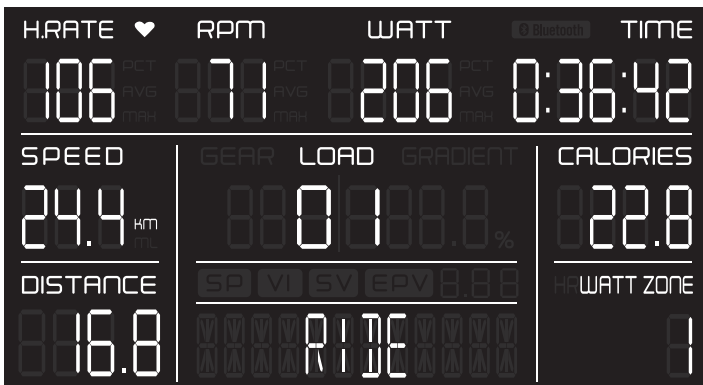 H.RATE RPM WATT Bluetooth TIME
PCT PCT PCT
AVG AVG AVG
MAX MAX MAX
106 71 206 0:36:42
SPEED GEAR LOAD GRADIENT CALORIES
24.4 KM ML 01 % 22.8
DISTANCE SP VI SV EPV HR WATT ZONE
16.8 RIDE 1